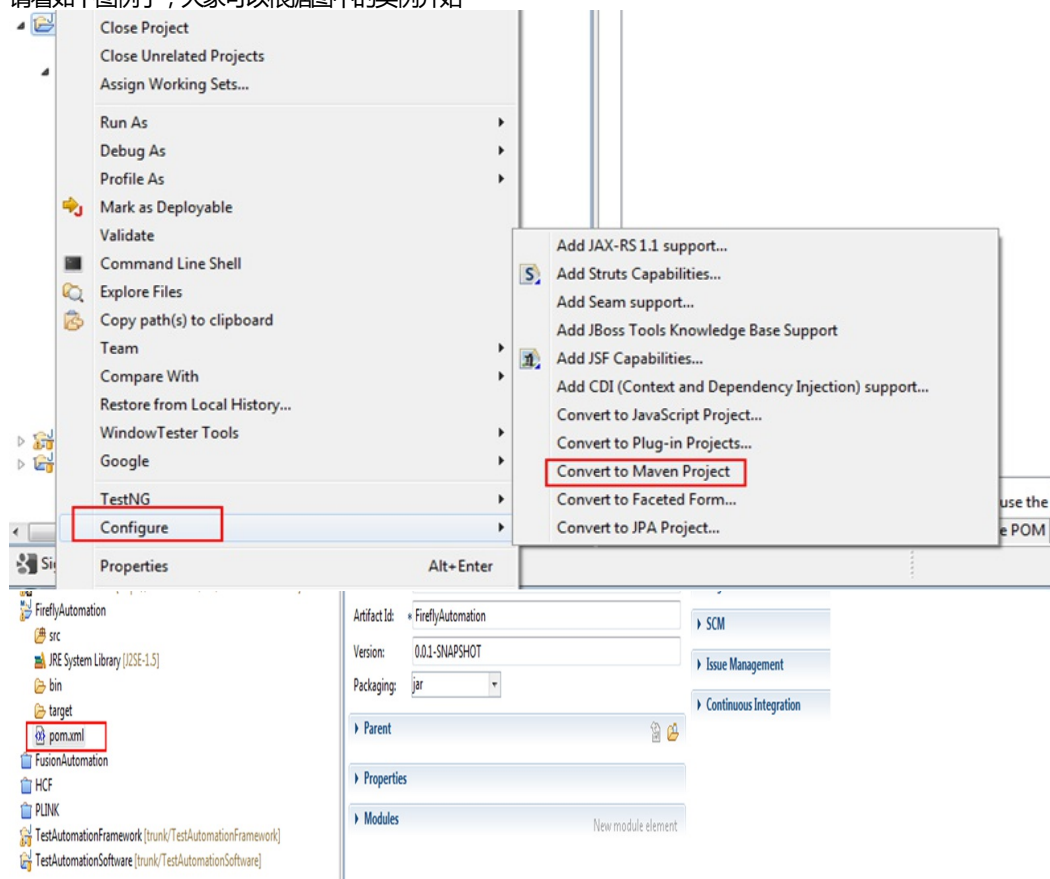 请看如下图例子，大家可以根据图中的实例开始
Close Project
Close Unrelated Projects
Assign Working Sets...
Run As
Debug As
Profile As
Mark as Deployable
Validate
Command Line Shell
Explore Files
Copy path(s) to clipboard
Team
Compare With
Restore from Local History...
WindowTester Tools
Google
TestNG
Configure
Properties Alt+Enter
Add JAX-RS 1.1 support...
Add Struts Capabilities...
Add Seam support...
Add JBoss Tools Knowledge Base Support
Add JSF Capabilities...
Add CDI (Context and Dependency Injection) support...
Convert to JavaScript Project...
Convert to Plug-in Projects...
Convert to Maven Project
Convert to Faceted Form...
Convert to JPA Project...
use the
POM
FireflyAutomation
src
JRE System Library [J2SE-1.5]
bin
target
pom.xml
FusionAutomation
HCF
PLINK
TestAutomationFramework [trunk/TestAutomationFramework]
TestAutomationSoftware [trunk/TestAutomationSoftware]
Artifact Id: * FireflyAutomation
Version: 0.0.1-SNAPSHOT
Packaging: jar
Parent
Properties
Modules
New module element
SCM
Issue Management
Continuous Integration